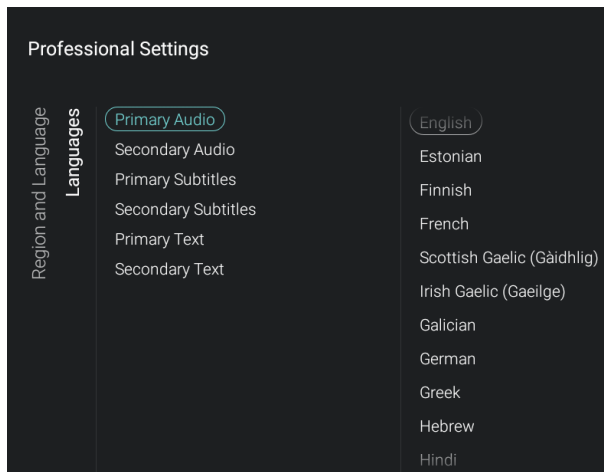 Professional Settings
Region and Language
Languages
Primary Audio
Secondary Audio
Primary Subtitles
Secondary Subtitles
Primary Text
Secondary Text
English
Estonian
Finnish
French
Scottish Gaelic (Gàidhlig)
Irish Gaelic (Gaeilge)
Galician
German
Greek
Hebrew
Hindi